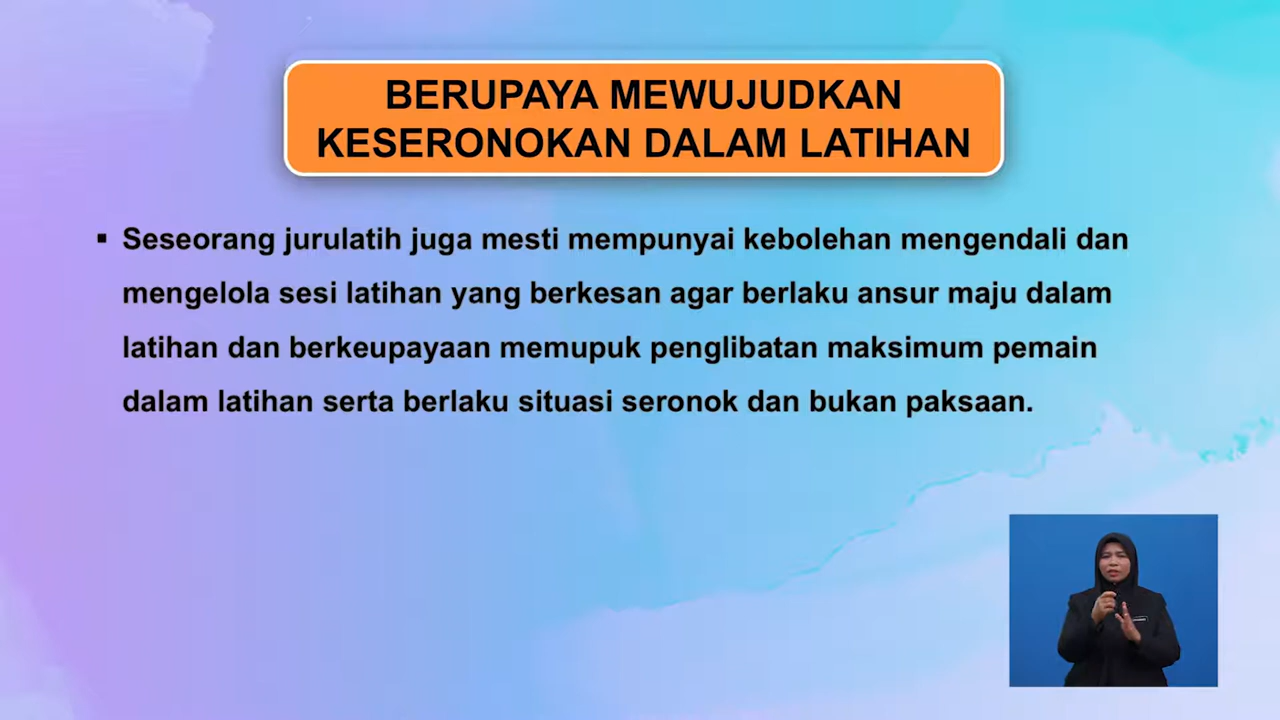 BERUPAYA MEWUJUDKAN
KESERONOKAN DALAM LATIHAN
▪ Seseorang jurulatih juga mesti mempunyai kebolehan mengendali dan
mengelola sesi latihan yang berkesan agar berlaku ansur maju dalam
latihan dan berkeupayaan memupuk penglibatan maksimum pemain
dalam latihan serta berlaku situasi seronok dan bukan paksaan.